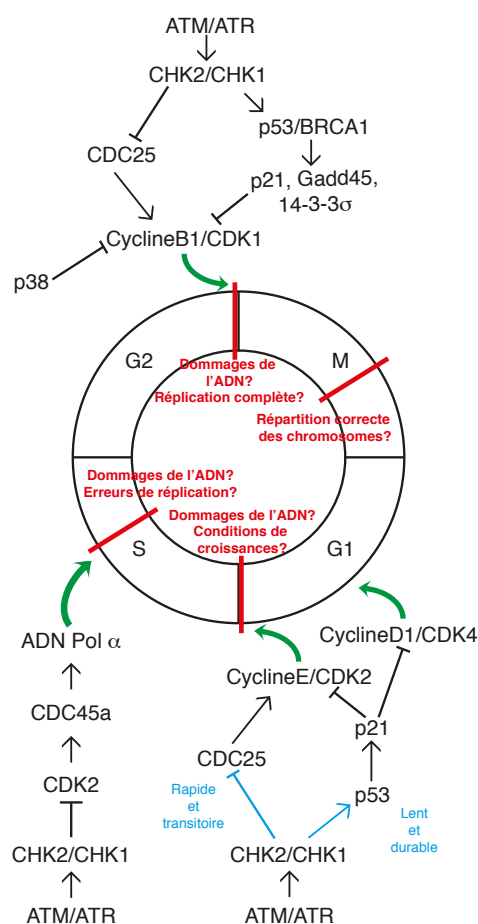 ATM/ATR
CHK2/CHK1
p53/BRCA1
CDC25
p21, Gadd45,
14-3-3σ
CyclineB1/CDK1
p38
G2
M
Dommages de
l’ADN?
Réplication complète?
Répartition correcte
des chromosomes?
Dommages de l’ADN?
Erreurs de réplication?
Dommages de l’ADN?
Conditions de
croissances?
S
G1
ADN Pol α
CyclineD1/CDK4
CyclineE/CDK2
CDC45a
p21
CDC25
CDK2
Rapide
et
transitoire
p53
Lent
et
durable
CHK2/CHK1
CHK2/CHK1
ATM/ATR
ATM/ATR